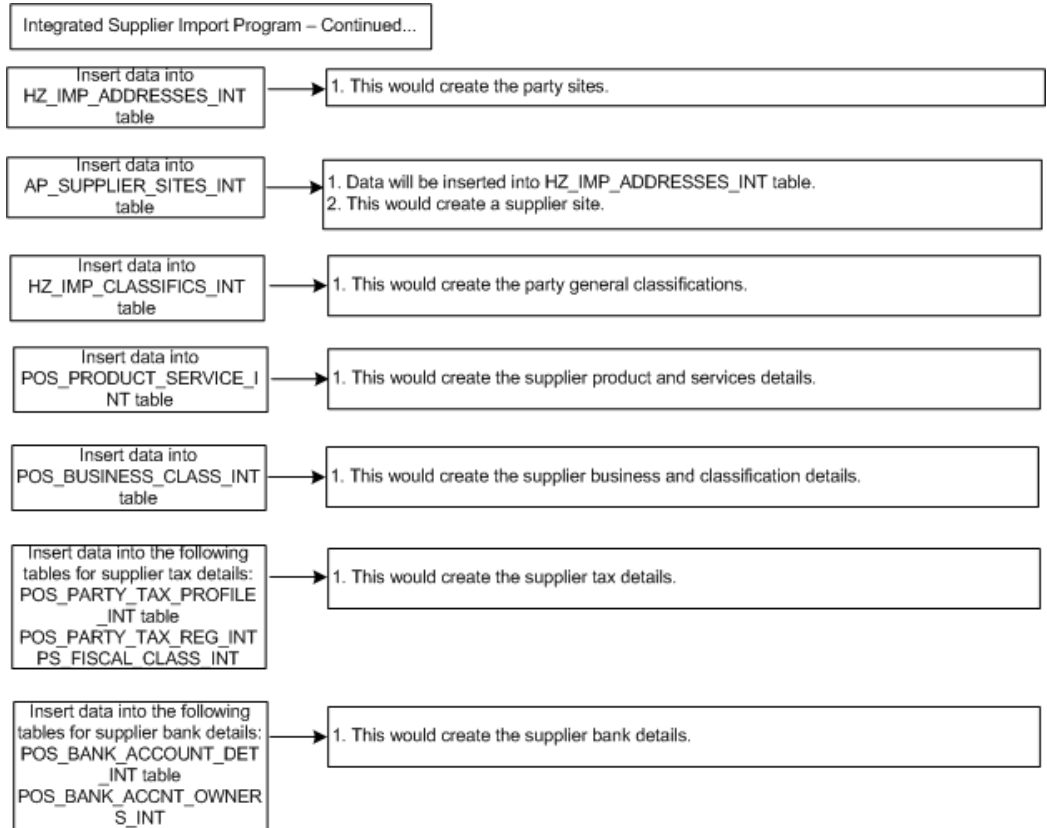 Integrated Supplier Import Program – Continued...
Insert data into
HZ_IMP_ADDRESSES_INT
table
1. This would create the party sites.
Insert data into
AP_SUPPLIER_SITES_INT
table
1. Data will be inserted into HZ_IMP_ADDRESSES_INT table.
2. This would create a supplier site.
Insert data into
HZ_IMP_CLASSIFICS_INT
table
1. This would create the party general classifications.
Insert data into
POS_PRODUCT_SERVICE_I
NT table
1. This would create the supplier product and services details.
Insert data into
POS_BUSINESS_CLASS_INT
table
1. This would create the supplier business and classification details.
Insert data into the following
tables for supplier tax details:
POS_PARTY_TAX_PROFILE
_INT table
POS_PARTY_TAX_REG_INT
PS_FISCAL_CLASS_INT
1. This would create the supplier tax details.
Insert data into the following
tables for supplier bank details:
POS_BANK_ACCOUNT_DET
_INT table
POS_BANK_ACCNT_OWNER
S_INT
1. This would create the supplier bank details.